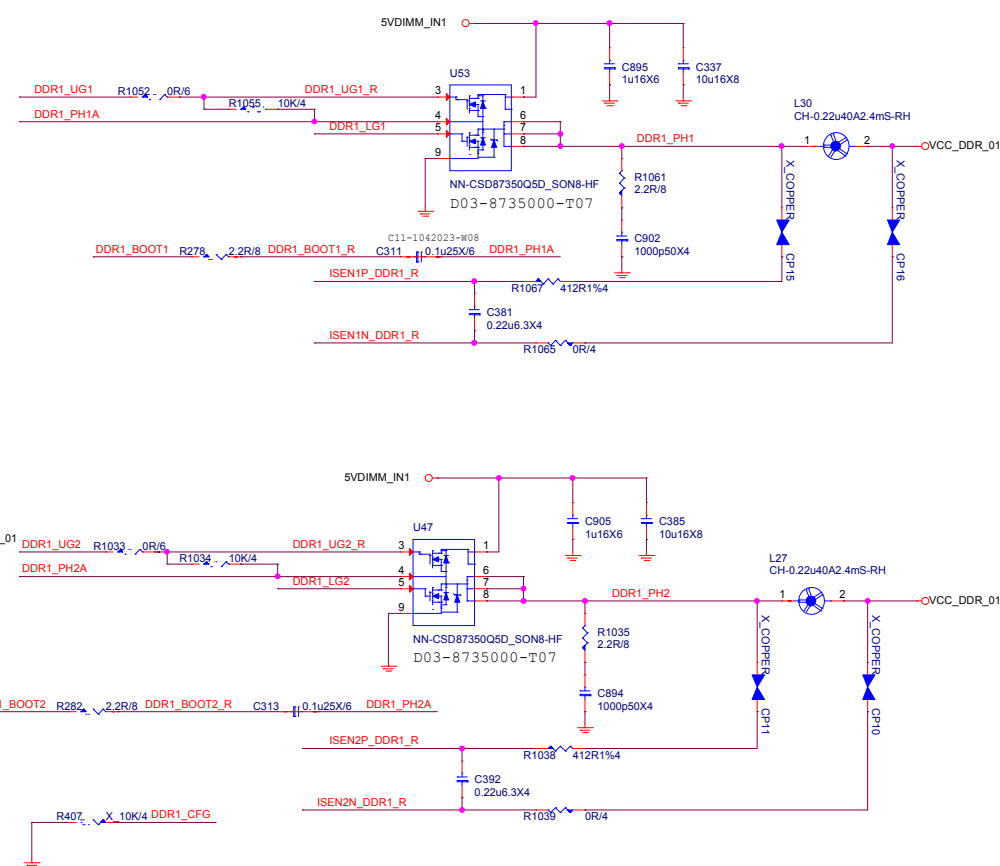 5VDIMM_IN1
C895
1u16X6
C337
10u16X8
U53
DDR1_UG1 R1052 0R/6 DDR1_UG1_R 3 1
R1055 10K/4
DDR1_PH1A 4 6
DDR1_LG1 5 7
8
9
NN-CSD87350Q5D_SON8-HF
D03-8735000-T07
L30
CH-0.22u40A2.4mS-RH
DDR1_PH1 1 2 VCC_DDR_01
R1061
2.2R/8
C902
1000p50X4
X_COPPER
CP15
X_COPPER
CP16
C11-1042023-W08
DDR1_BOOT1 R278 2.2R/8 DDR1_BOOT1_R C311 0.1u25X/6 DDR1_PH1A
ISEN1P_DDR1_R
R1067 412R1%4
C381
0.22u6.3X4
ISEN1N_DDR1_R
R1065 0R/4
5VDIMM_IN1
C905
1u16X6
C385
10u16X8
U47
_01
DDR1_UG2 R1033 0R/6 DDR1_UG2_R 3 1
R1034 10K/4
DDR1_PH2A 4 6
DDR1_LG2 5 7
8
9
NN-CSD87350Q5D_SON8-HF
D03-8735000-T07
L27
CH-0.22u40A2.4mS-RH
DDR1_PH2 1 2 VCC_DDR_01
R1035
2.2R/8
C894
1000p50X4
X_COPPER
CP11
X_COPPER
CP10
_BOOT2 R282 2.2R/8 DDR1_BOOT2_R C313 0.1u25X/6 DDR1_PH2A
ISEN2P_DDR1_R
R1038 412R1%4
C392
0.22u6.3X4
ISEN2N_DDR1_R
R1039 0R/4
R407 X_10K/4 DDR1_CFG